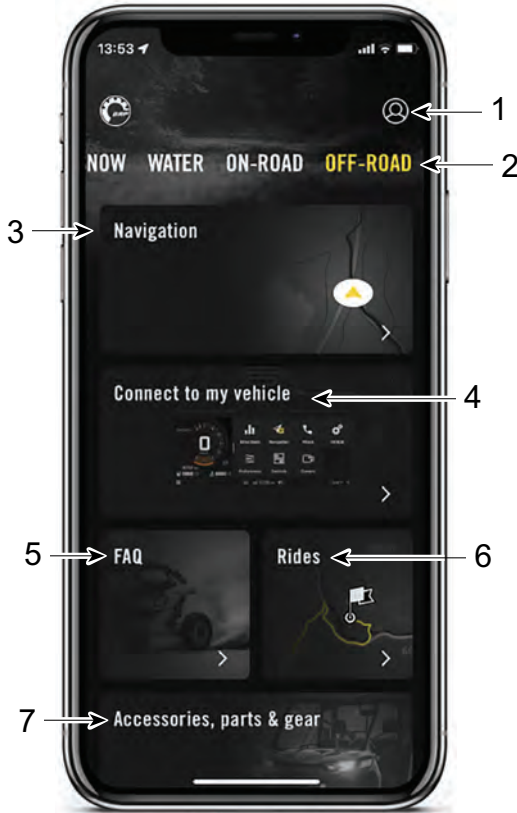 13:53
1
NOW WATER ON-ROAD OFF-ROAD
2
3
Navigation
Connect to my vehicle
4
0
5
FAQ
Rides
6
7
Accessories, parts & gear